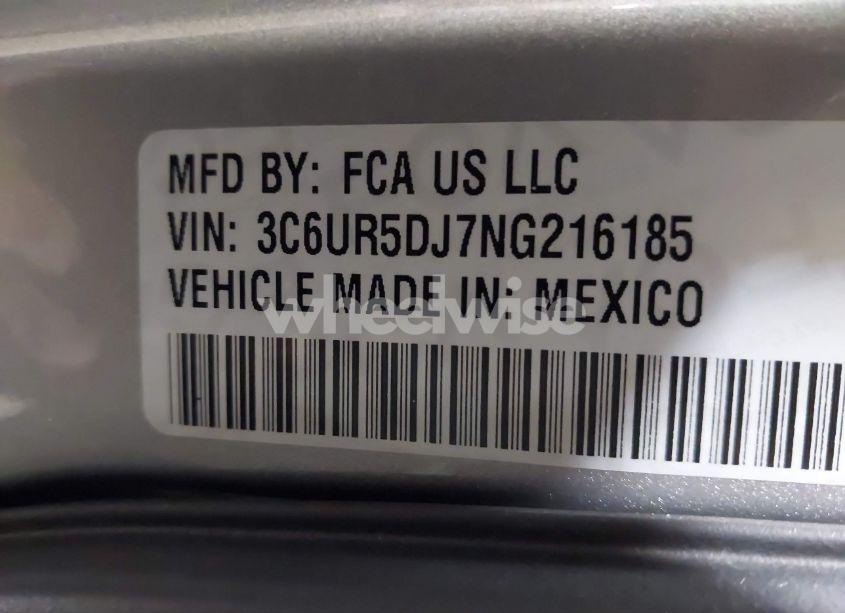 MFD BY: FCA US LLC
VIN: 3C6UR5DJ7NG216185
VEHICLE MADE IN: MEXICO
wheelwise